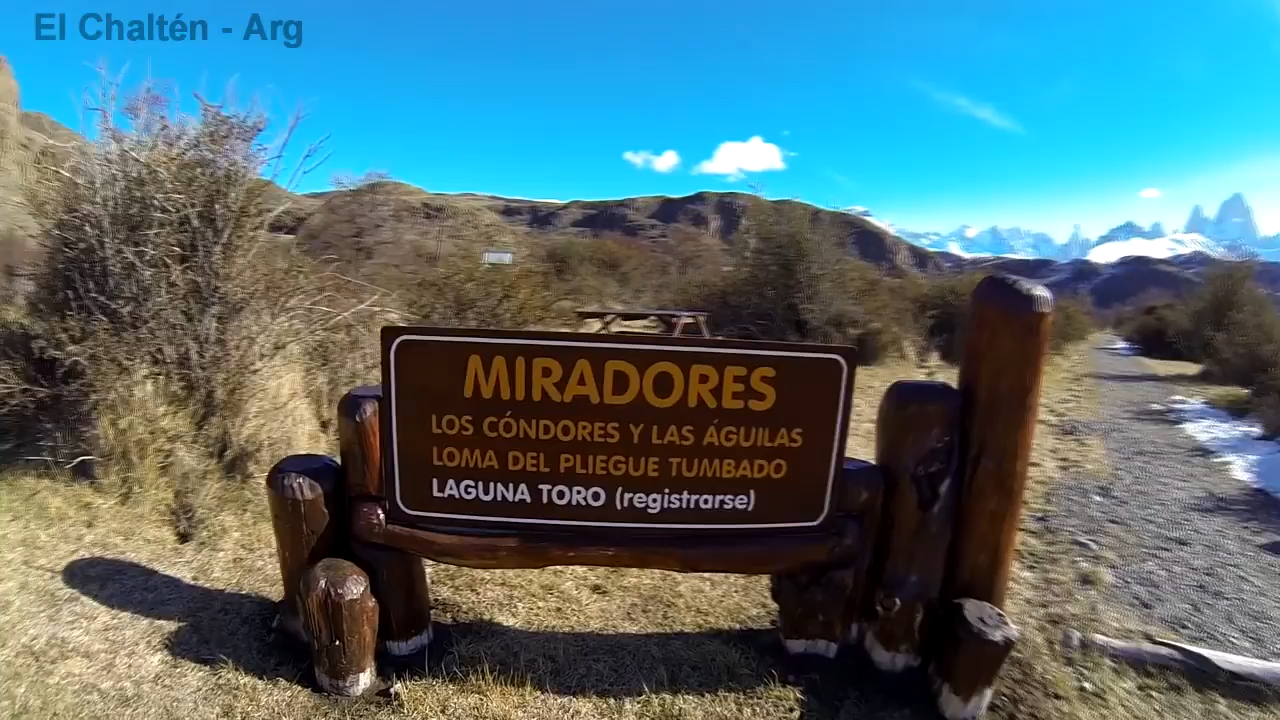 El Chaltén - Arg
MIRADORES
LOS CÓNDORES Y LAS ÁGUILAS
LOMA DEL PLIEGUE TUMBADO
LAGUNA TORO (registrarse)